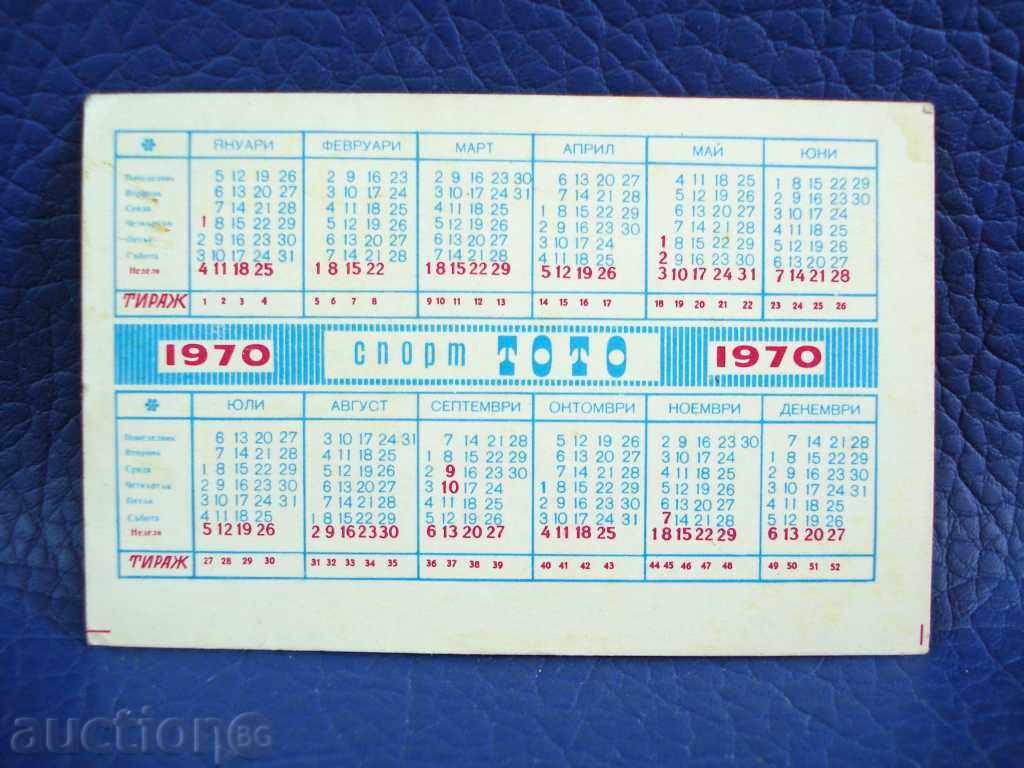 * ЯНУАРИ ФЕВРУАРИ МАРТ АПРИЛ МАЙ ЮНИ
Понеделник 5 12 19 26 2 9 16 23 2 9 16 23 30 6 13 20 27 4 11 18 25 1 8 15 22 29
Вторник 6 13 20 27 3 10 17 24 3 10 17 24 31 7 14 21 28 5 12 19 26 2 9 16 23 30
Сряда 7 14 21 28 4 11 18 25 4 11 18 25 1 8 15 22 29 6 13 20 27 3 10 17 24
Четвъртък 1 8 15 22 29 5 12 19 26 5 12 19 26 2 9 16 23 30 7 14 21 28 4 11 18 25
Петък 2 9 16 23 30 6 13 20 27 6 13 20 27 3 10 17 24 1 8 15 22 29 5 12 19 26
Събота 3 10 17 24 31 7 14 21 28 7 14 21 28 4 11 18 25 2 9 16 23 30 6 13 20 27
Неделя 4 11 18 25 1 8 15 22 1 8 15 22 29 5 12 19 26 3 10 17 24 31 7 14 21 28
ТИРАЖ 1 2 3 4 5 6 7 8 9 10 11 12 13 14 15 16 17 18 19 20 21 22 23 24 25 26
1970 спорт ТОТО 1970
* ЮЛИ АВГУСТ СЕПТЕМВРИ ОКТОМВРИ НОЕМВРИ ДЕКЕМВРИ
Понеделник 6 13 20 27 3 10 17 24 31 7 14 21 28 5 12 19 26 2 9 16 23 30 7 14 21 28
Вторник 7 14 21 28 4 11 18 25 1 8 15 22 29 6 13 20 27 3 10 17 24 1 8 15 22 29
Сряда 1 8 15 22 29 5 12 19 26 2 9 16 23 30 7 14 21 28 4 11 18 25 2 9 16 23 30
Четвъртък 2 9 16 23 30 6 13 20 27 3 10 17 24 1 8 15 22 29 5 12 19 26 3 10 17 24 31
Петък 3 10 17 24 31 7 14 21 28 4 11 18 25 2 9 16 23 30 6 13 20 27 4 11 18 25
Събота 4 11 18 25 1 8 15 22 29 5 12 19 26 3 10 17 24 31 7 14 21 28 5 12 19 26
Неделя 5 12 19 26 2 9 16 23 30 6 13 20 27 4 11 18 25 1 8 15 22 29 6 13 20 27
ТИРАЖ 27 28 29 30 31 32 33 34 35 36 37 38 39 40 41 42 43 44 45 46 47 48 49 50 51 52
auction BG